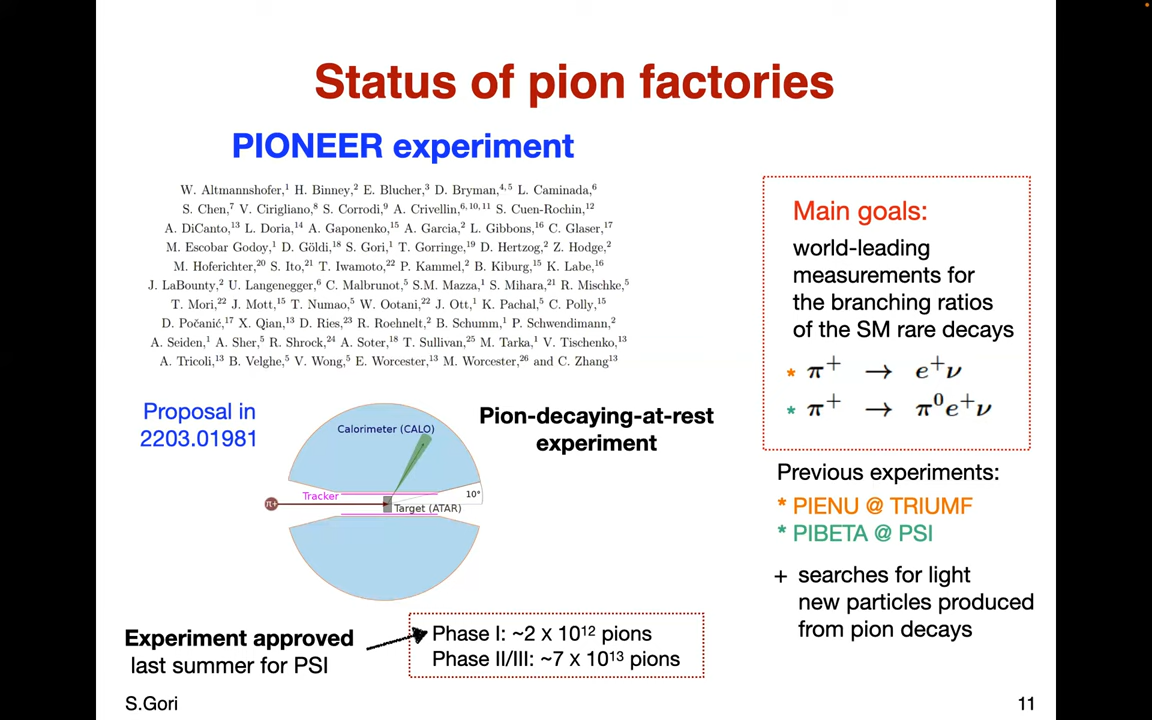 Status of pion factories
PIONEER experiment
W. Altmannshofer,¹ H. Binney,² E. Blucher,³ D. Bryman,⁴,⁵ L. Caminada,⁶
S. Chen,⁷ V. Cirigliano,⁸ S. Corrodi,⁹ A. Crivellin,⁶,¹⁰,¹¹ S. Cuen-Rochin,¹²
A. DiCanto,¹³ L. Doria,¹⁴ A. Gaponenko,¹⁵ A. Garcia,² L. Gibbons,¹⁶ C. Glaser,¹⁷
M. Escobar Godoy,¹ D. Göldi,¹⁸ S. Gori,¹ T. Gorringe,¹⁹ D. Hertzog,² Z. Hodge,²
M. Hoferichter,²⁰ S. Ito,²¹ T. Iwamoto,²² P. Kammel,² B. Kiburg,¹⁵ K. Labe,¹⁶
J. LaBounty,² U. Langenegger,⁶ C. Malbrunot,⁵ S.M. Mazza,¹ S. Mihara,²¹ R. Mischke,⁵
T. Mori,²² J. Mott,¹⁵ T. Numao,⁵ W. Ootani,²² J. Ott,¹ K. Pachal,⁵ C. Polly,¹⁵
D. Počanić,¹⁷ X. Qian,¹³ D. Ries,²³ R. Roehnelt,² B. Schumm,¹ P. Schwendimann,²
A. Seiden,¹ A. Sher,⁵ R. Shrock,²⁴ A. Soter,¹⁸ T. Sullivan,²⁵ M. Tarka,¹ V. Tischenko,¹³
A. Tricoli,¹³ B. Velghe,⁵ V. Wong,⁵ E. Worcester,¹³ M. Worcester,²⁶ and C. Zhang¹³
Proposal in
2203.01981
Calorimeter (CALO)
Tracker
10°
π+
Target (ATAR)
Pion-decaying-at-rest
experiment
Experiment approved
last summer for PSI
Phase I: ~2 x 10¹² pions
Phase II/III: ~7 x 10¹³ pions
Main goals:
world-leading
measurements for
the branching ratios
of the SM rare decays
* π⁺ → e⁺ν
* π⁺ → π⁰e⁺ν
Previous experiments:
* PIENU @ TRIUMF
* PIBETA @ PSI
+ searches for light
new particles produced
from pion decays
S.Gori
11